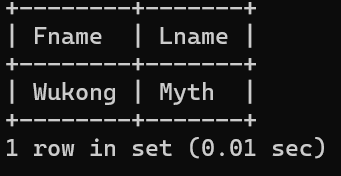 +--------+-------+
| Fname  | Lname |
+--------+-------+
| Wukong | Myth  |
+--------+-------+
1 row in set (0.01 sec)